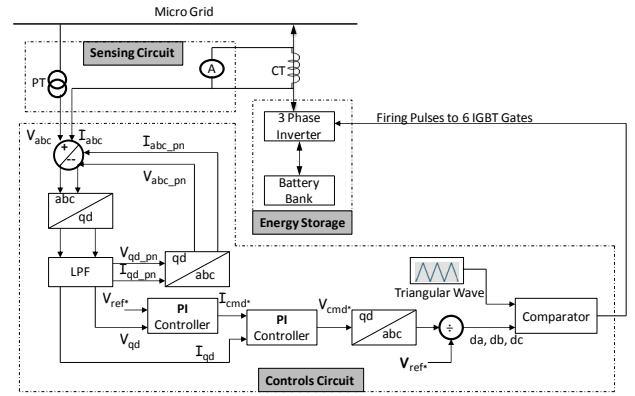 Micro Grid
Sensing Circuit
PT
A
CT
3 Phase
Inverter
Firing Pulses to 6 IGBT Gates
Battery
Bank
Energy Storage
Vabc
Iabc
Iabc_pn
+
--
Vabc_pn
abc
qd
LPF
Vqd_pn
Iqd_pn
qd
abc
Vref*
PI
Controller
Icmd*
Vqd
Iqd
PI
Controller
Vcmd*
qd
abc
÷
Vref*
da, db, dc
Triangular Wave
Comparator
Controls Circuit